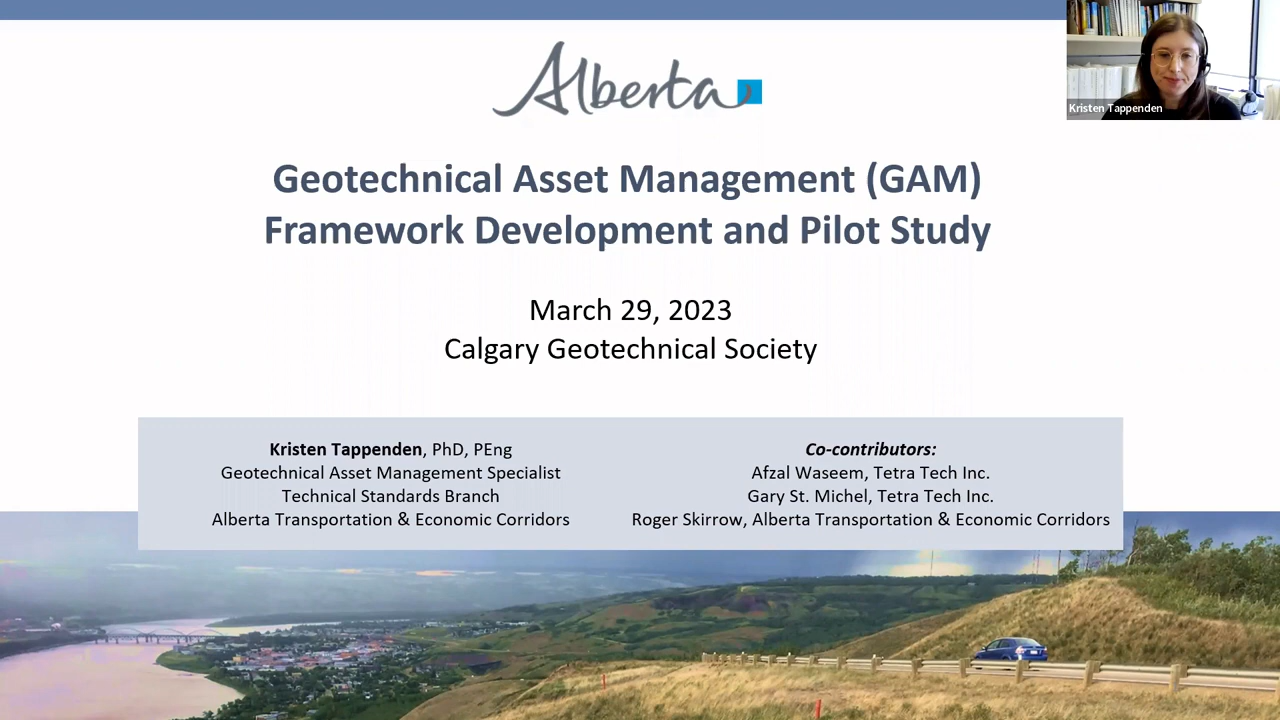 Alberta
Kristen Tappenden
Geotechnical Asset Management (GAM)
Framework Development and Pilot Study
March 29, 2023
Calgary Geotechnical Society
Kristen Tappenden, PhD, PEng
Geotechnical Asset Management Specialist
Technical Standards Branch
Alberta Transportation & Economic Corridors
Co-contributors:
Afzal Waseem, Tetra Tech Inc.
Gary St. Michel, Tetra Tech Inc.
Roger Skirrow, Alberta Transportation & Economic Corridors